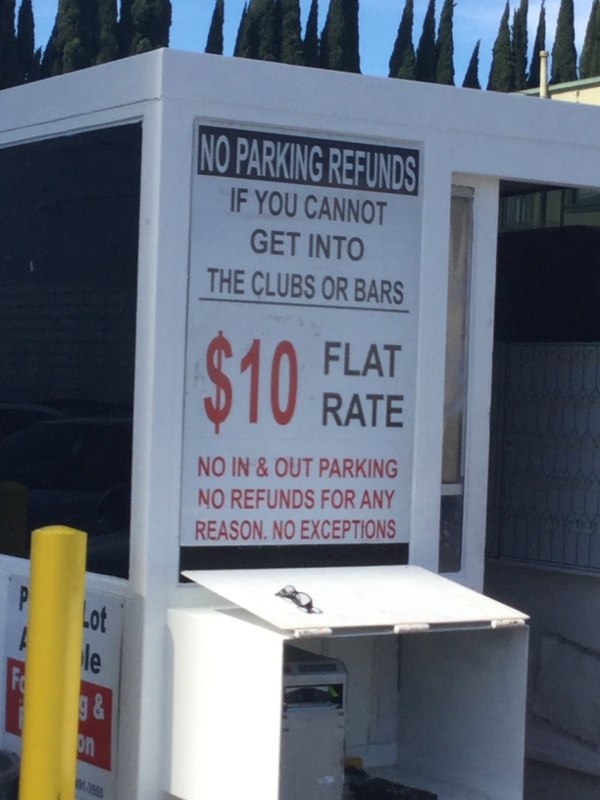 NO PARKING REFUNDS
IF YOU CANNOT
GET INTO
THE CLUBS OR BARS
$10 FLAT
RATE
NO IN & OUT PARKING
NO REFUNDS FOR ANY
REASON. NO EXCEPTIONS
Lot
&